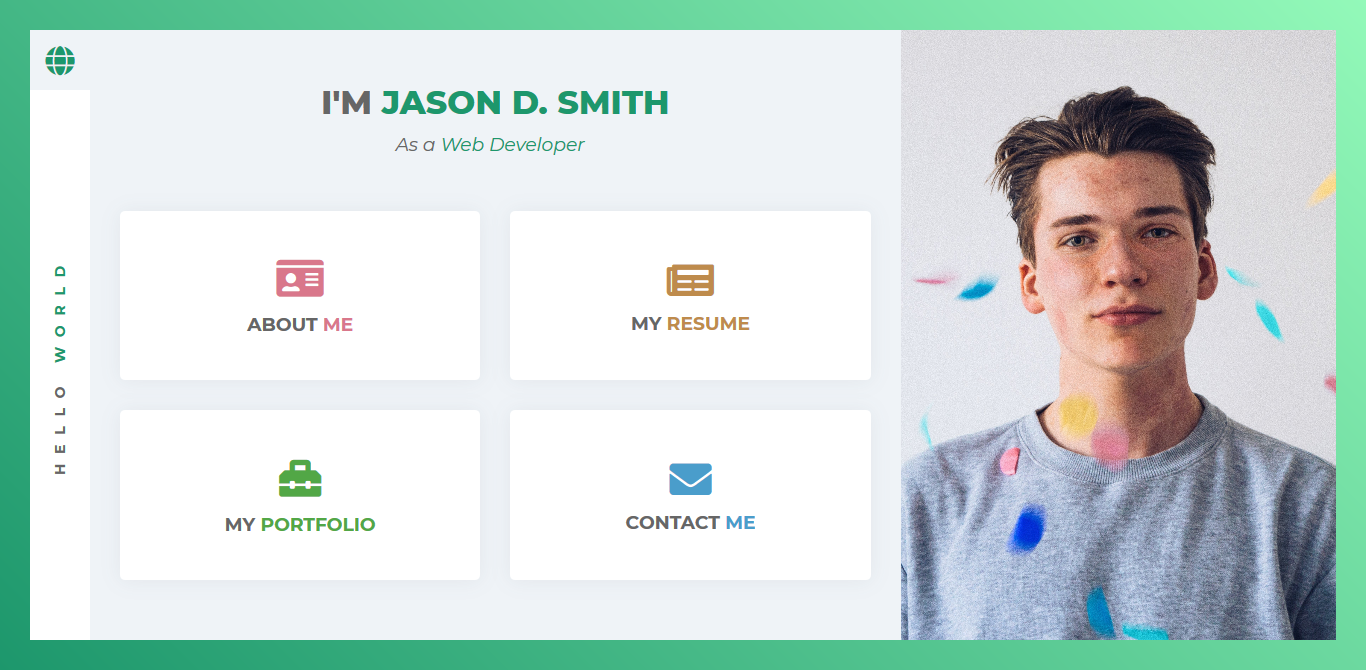 HELLO WORLD
I'M JASON D. SMITH
As a Web Developer
ABOUT ME
MY RESUME
MY PORTFOLIO
CONTACT ME